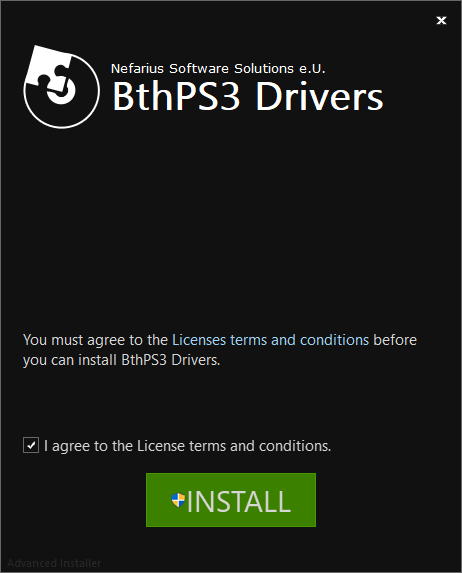 Nefarius Software Solutions e.U.
BthPS3 Drivers
You must agree to the Licenses terms and conditions before
you can install BthPS3 Drivers.
I agree to the License terms and conditions.
INSTALL
Advanced Installer